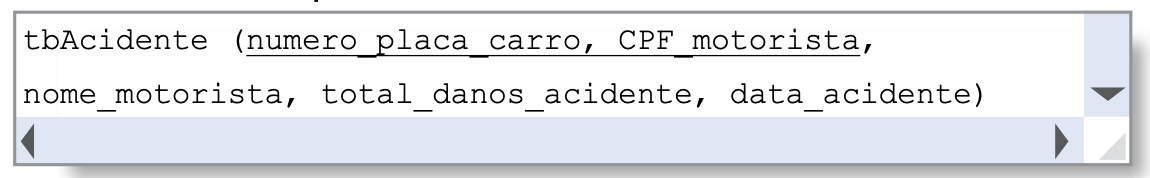 tbAcidente (numero_placa_carro, CPF_motorista,
nome_motorista, total_danos_acidente, data_acidente)